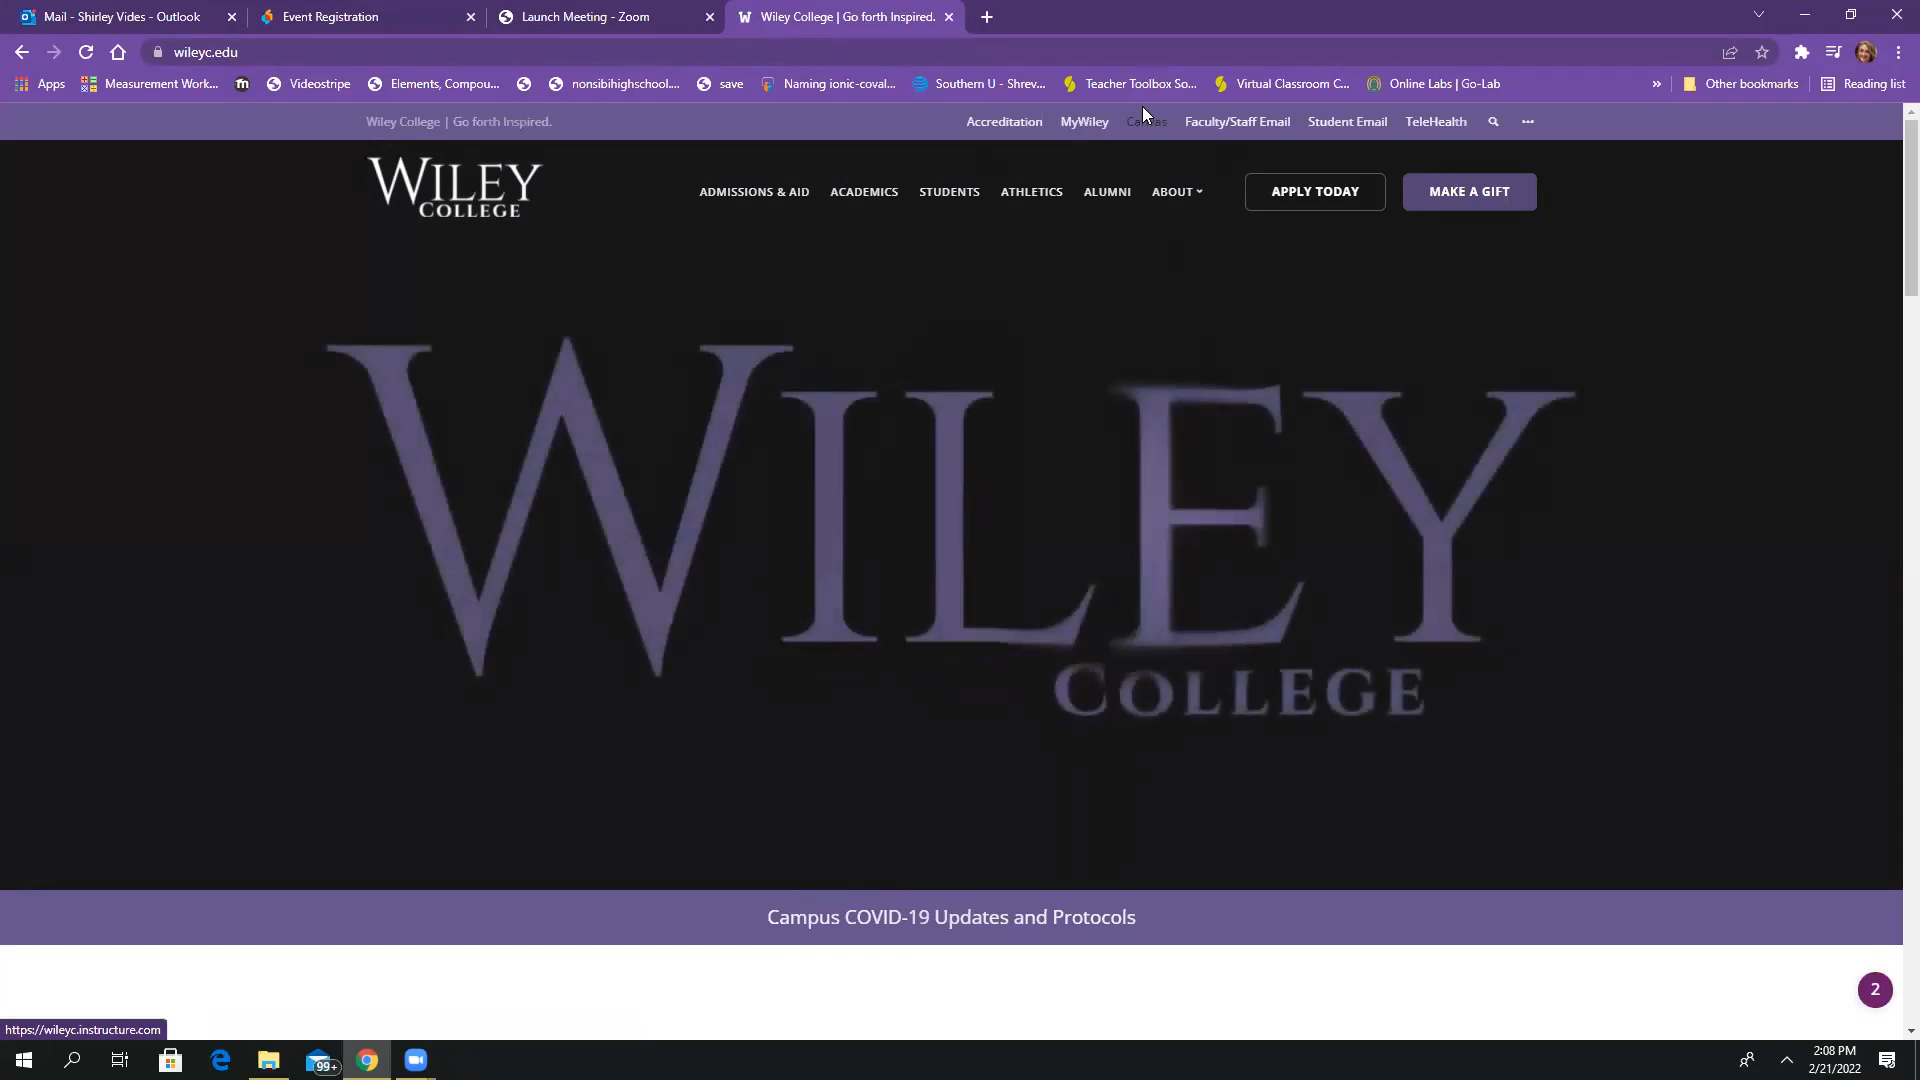 Mail - Shirley Vides - Outlook
Event Registration
Launch Meeting - Zoom
Wiley College | Go forth Inspired.
wileyc.edu
Apps
Measurement Work...
Videostripe
Elements, Compou...
nonsibihighschool....
save
Naming ionic-coval...
Southern U - Shrev...
Teacher Toolbox So...
Virtual Classroom C...
Online Labs | Go-Lab
»
Other bookmarks
Reading list
Wiley College | Go forth Inspired.
Accreditation
MyWiley
Canvas
Faculty/Staff Email
Student Email
TeleHealth
WILEY
COLLEGE
ADMISSIONS & AID
ACADEMICS
STUDENTS
ATHLETICS
ALUMNI
ABOUT
APPLY TODAY
MAKE A GIFT
WILEY
COLLEGE
Campus COVID-19 Updates and Protocols
2
https://wileyc.instructure.com
99+
2:08 PM
2/21/2022